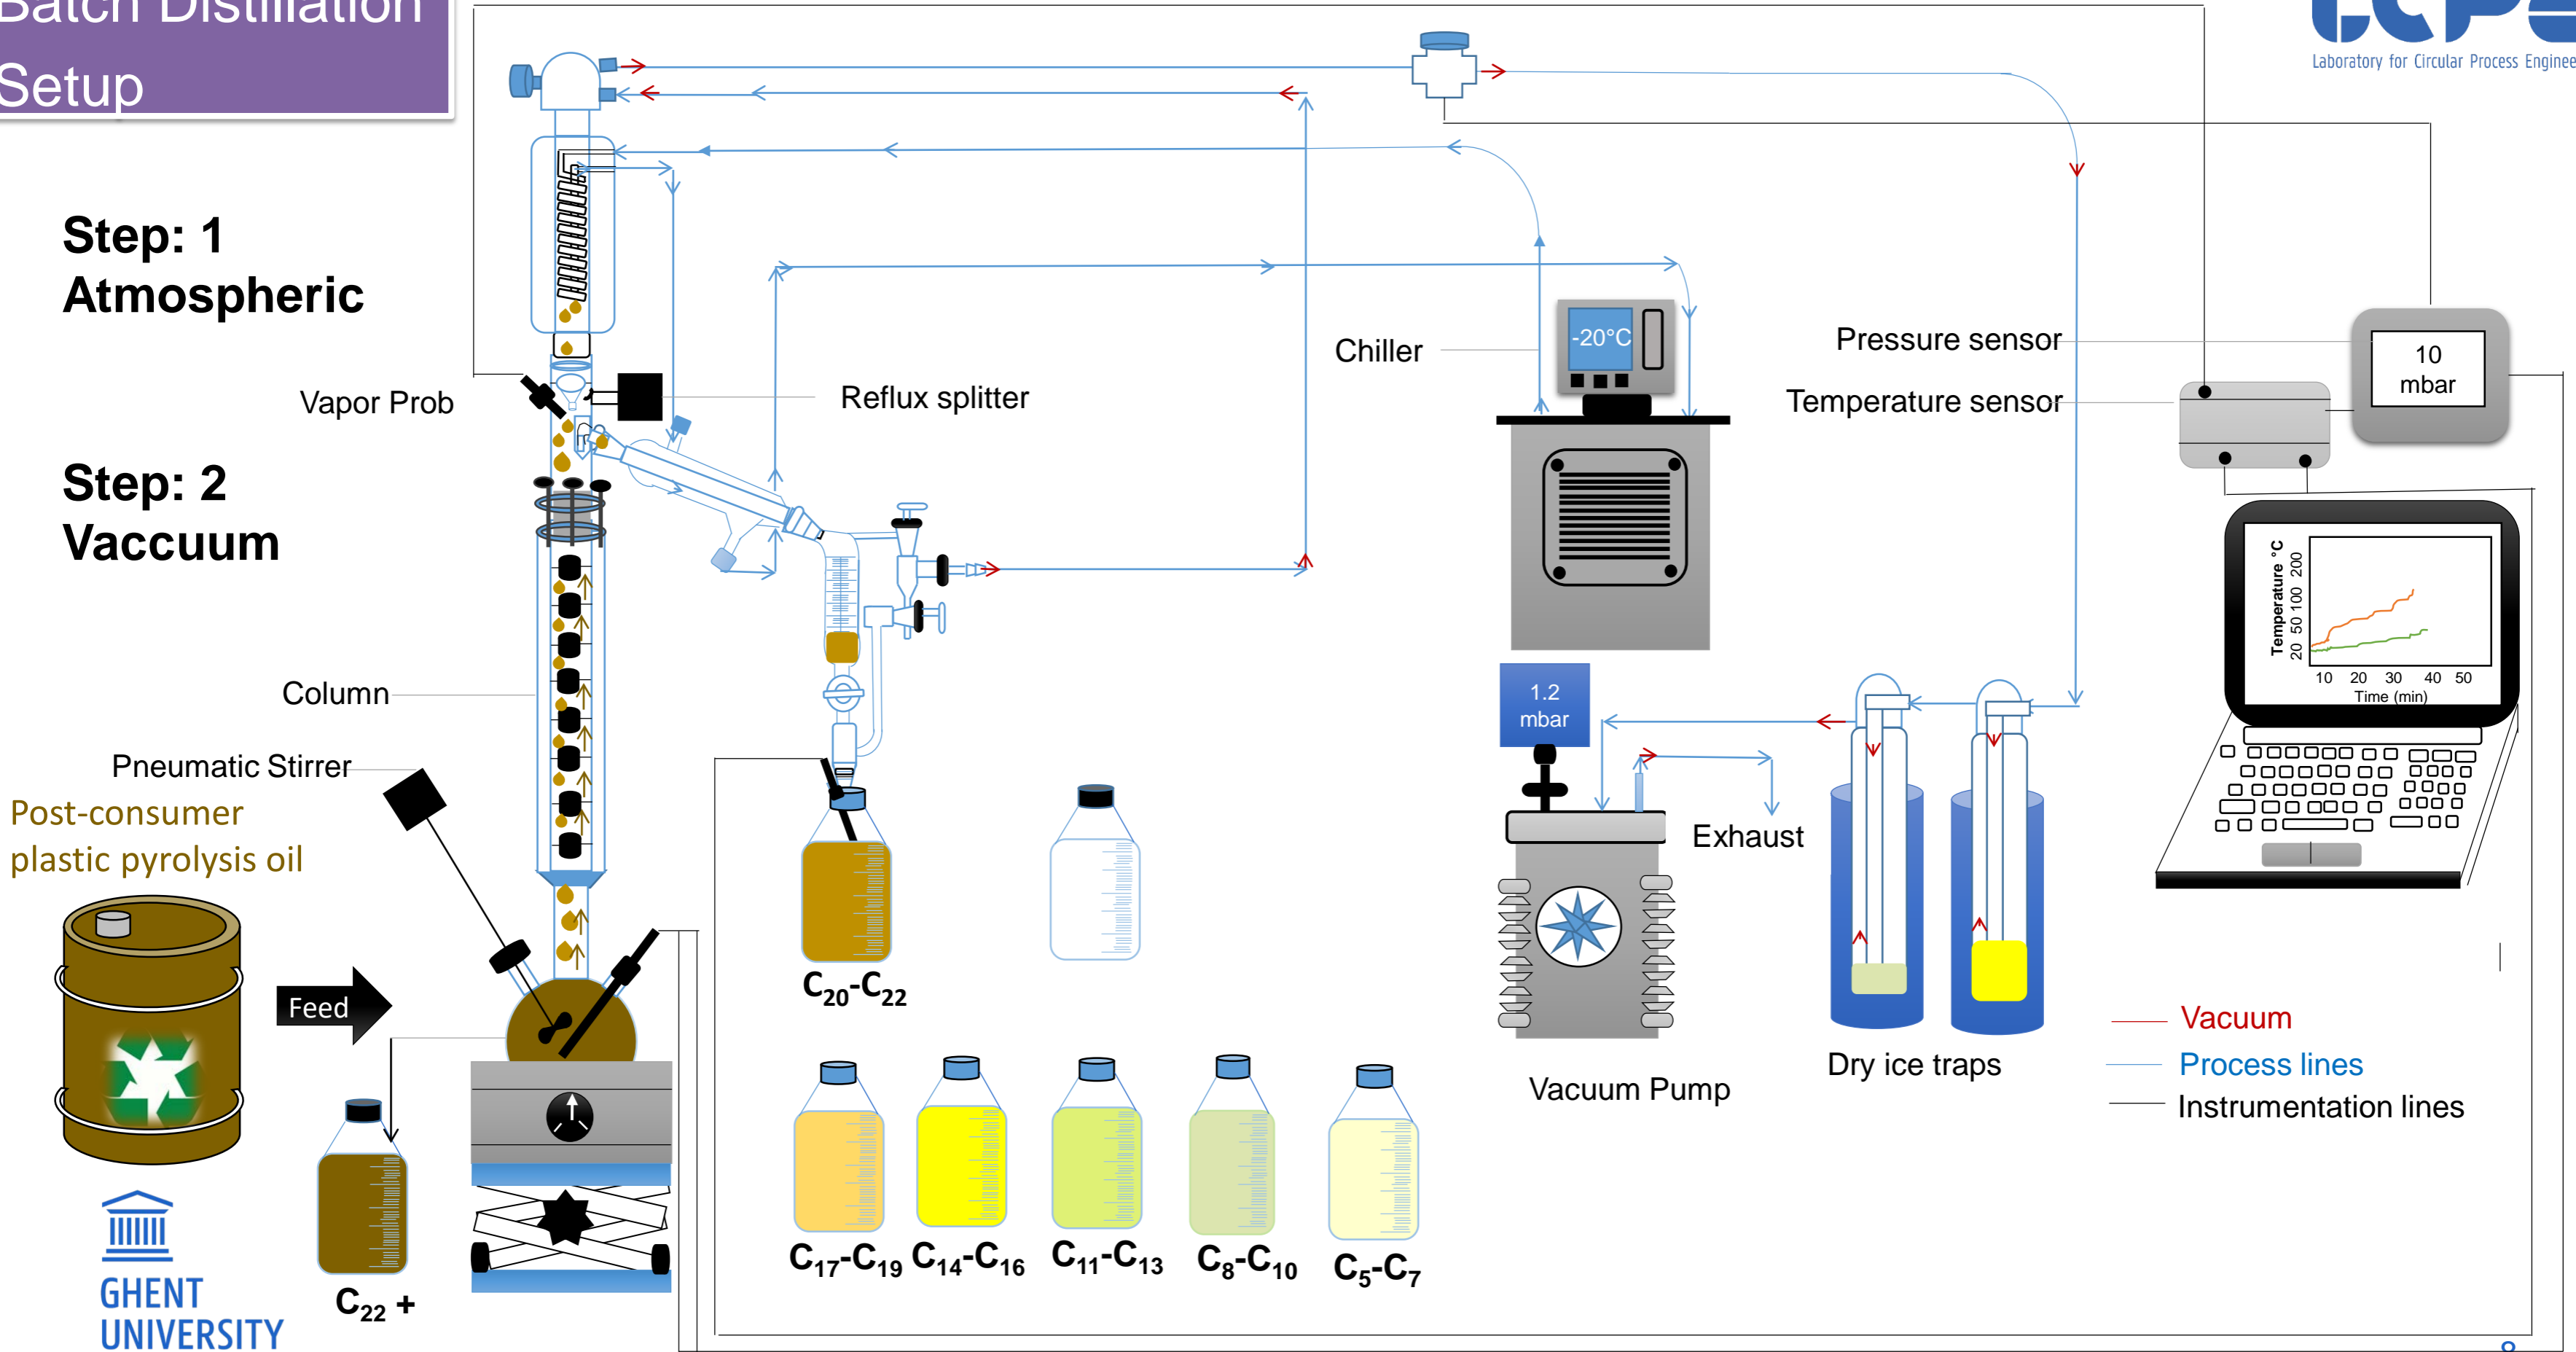 Batch Distillation
Setup
Laboratory for Circular Process Enginee
Step: 1
Atmospheric
Step: 2
Vaccuum
Vapor Prob
Reflux splitter
Chiller
-20°C
Pressure sensor
Temperature sensor
10
mbar
Column
Pneumatic Stirrer
Post-consumer
plastic pyrolysis oil
Feed
1.2
mbar
Exhaust
Vacuum Pump
Dry ice traps
Temperature °C
20 50 100 200
10 20 30 40 50
Time (min)
Vacuum
Process lines
Instrumentation lines
C20-C22
C17-C19
C14-C16
C11-C13
C8-C10
C5-C7
C22 +
GHENT
UNIVERSITY